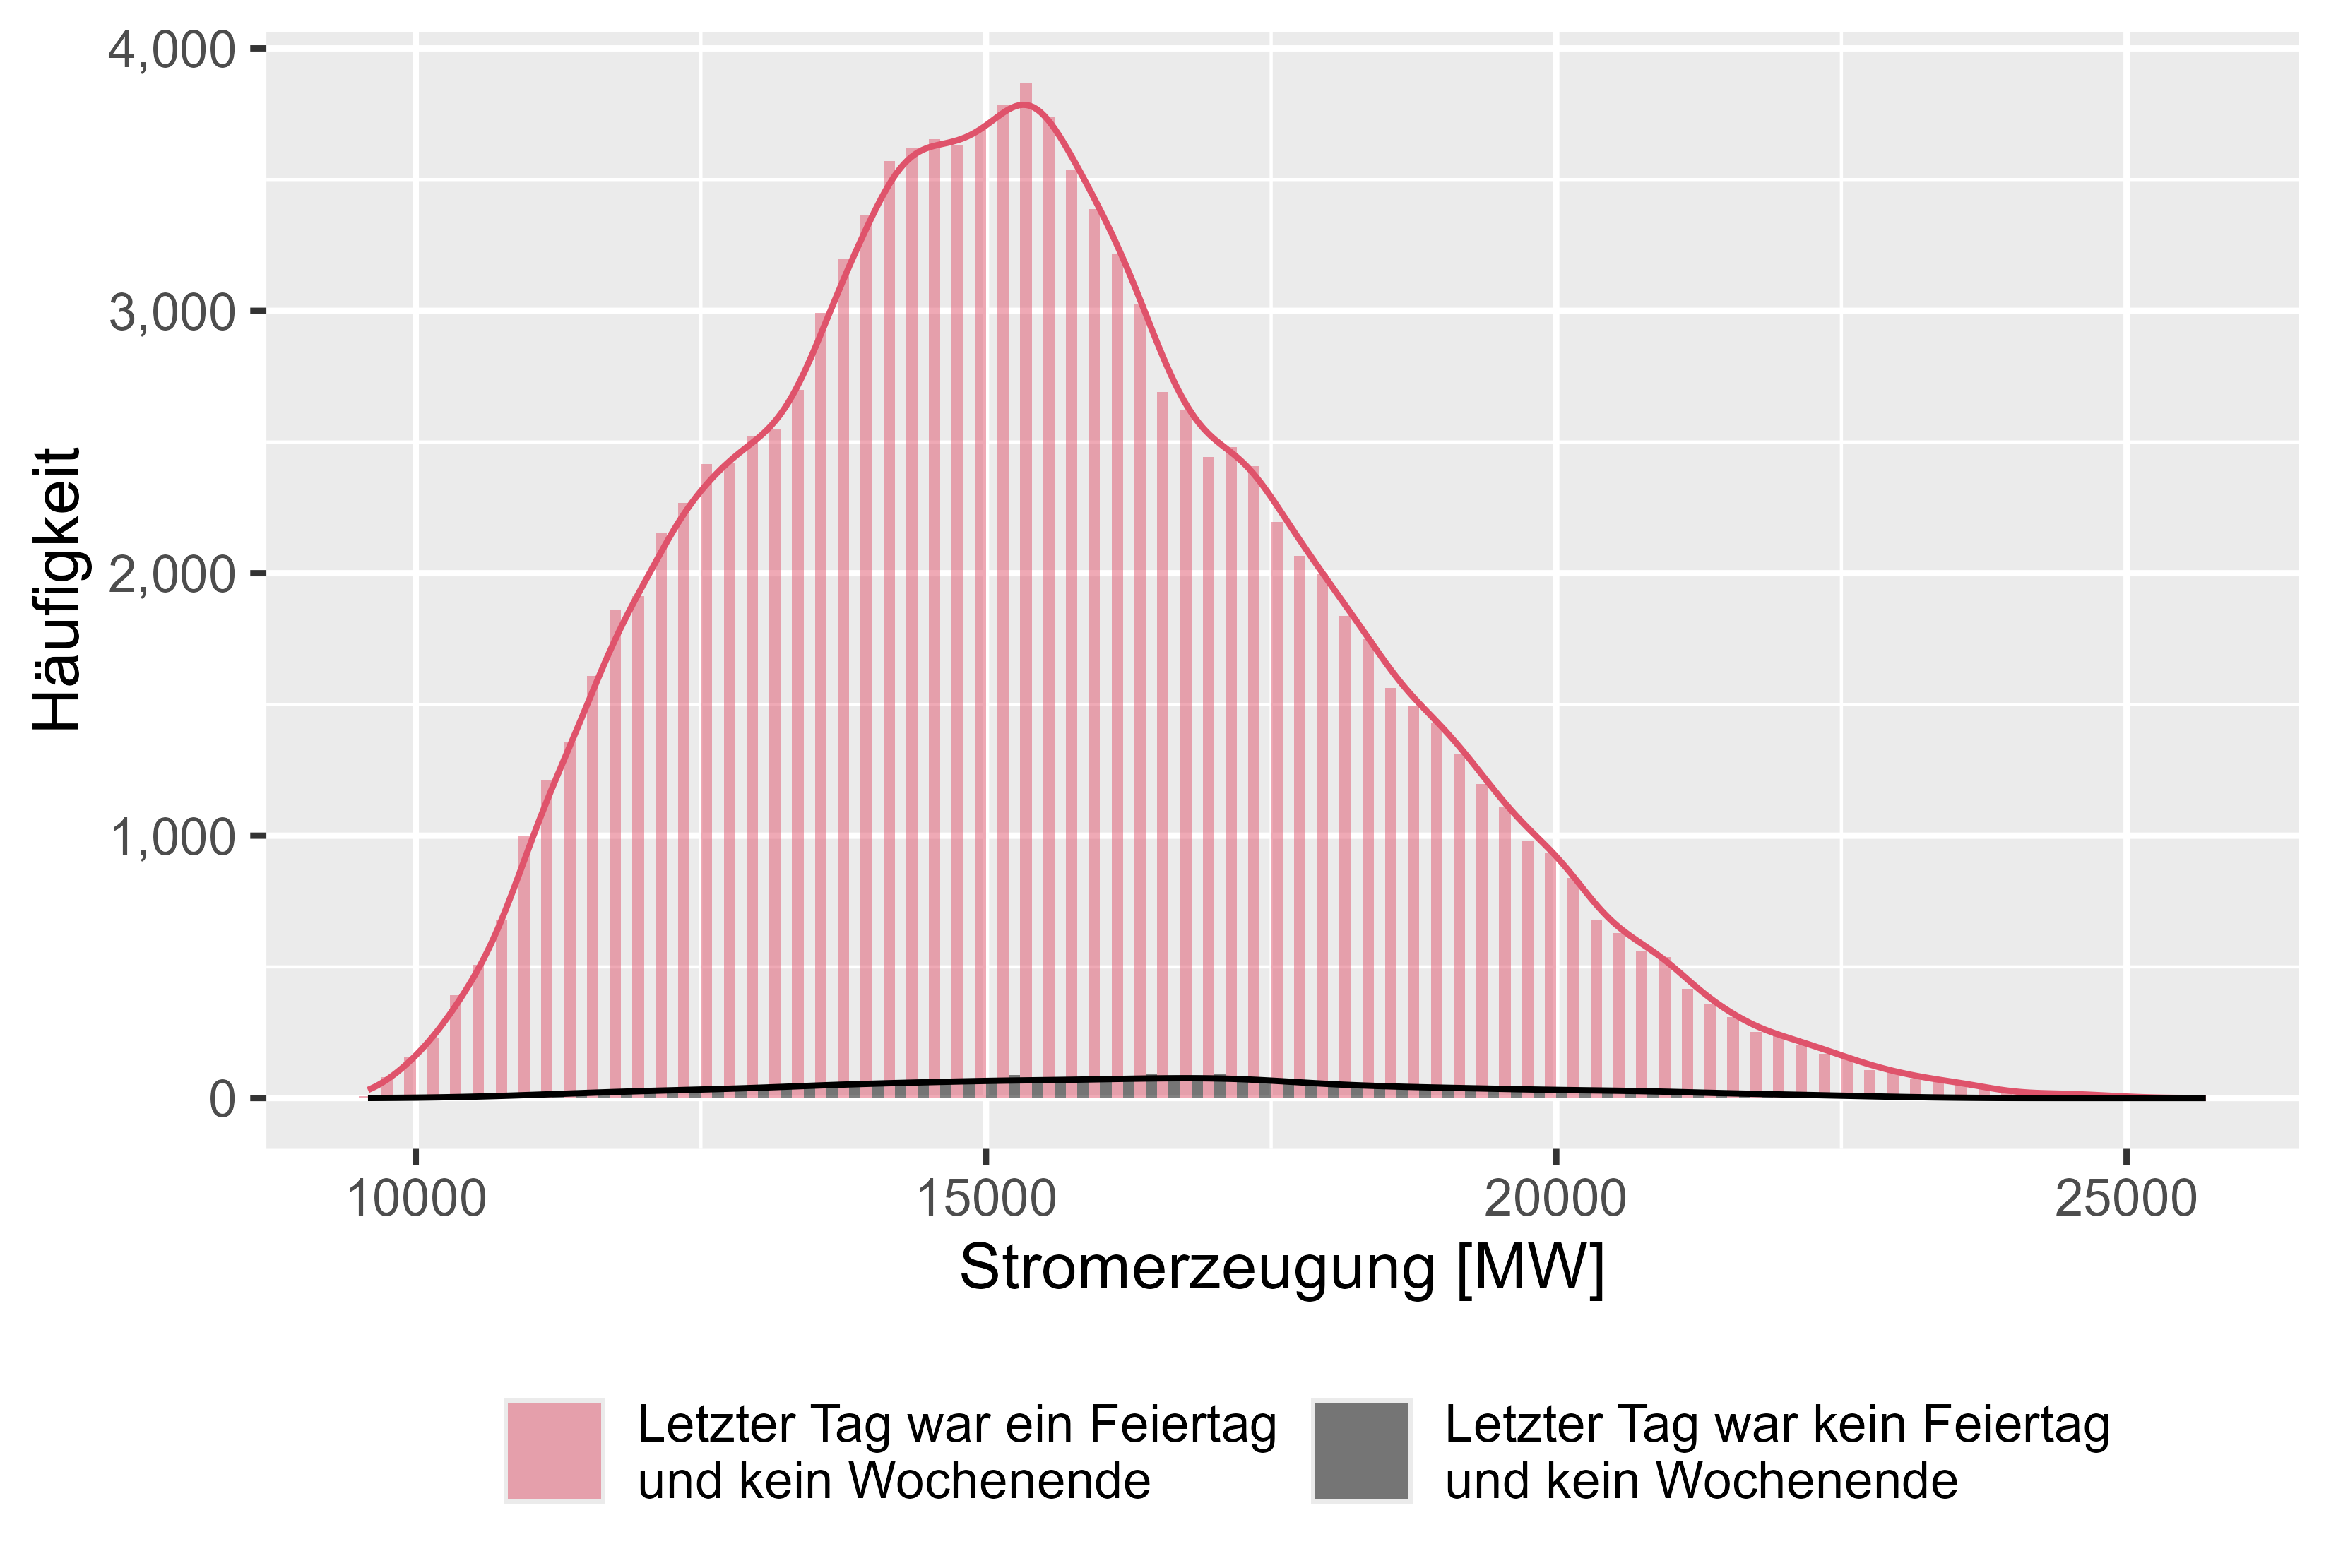 4,000
3,000
2,000
1,000
0
Häufigkeit
10000 15000 20000 25000
Stromerzeugung [MW]
Letzter Tag war ein Feiertag
und kein Wochenende
Letzter Tag war kein Feiertag
und kein Wochenende